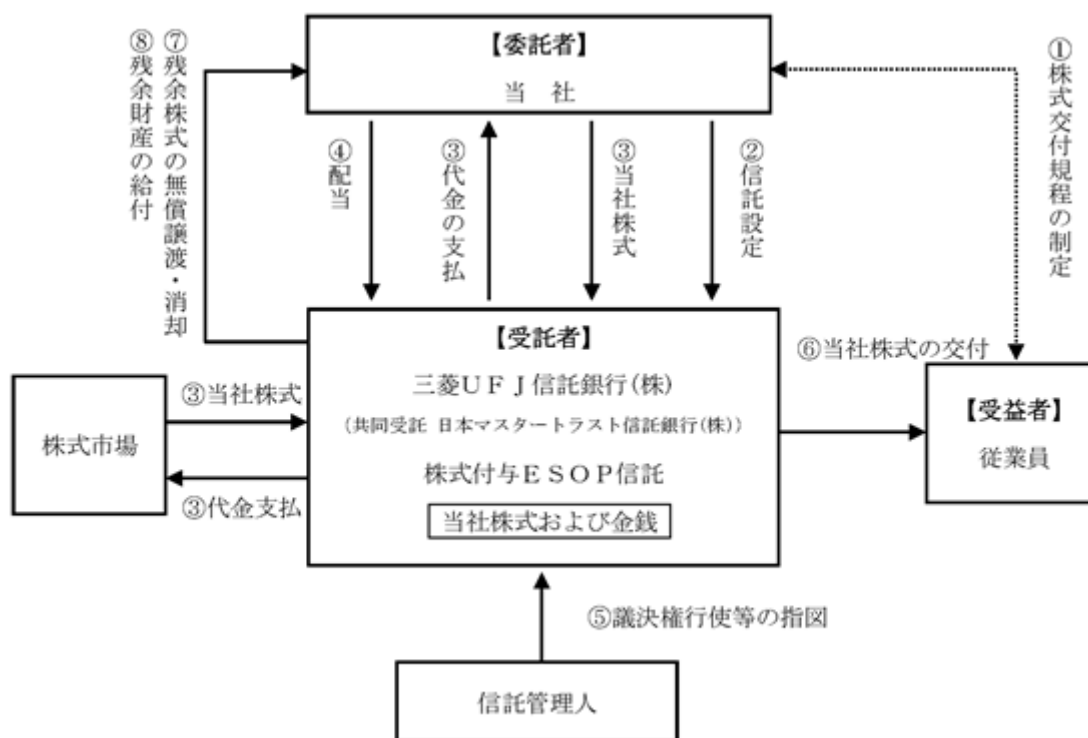 ⑧残余財産の給付
⑦残余株式の無償譲渡・消却
【委託者】
当 社
①株式交付規程の制定
④配当
③代金の支払
③当社株式
②信託設定
【受託者】
三菱UFJ信託銀行(株)
(共同受託 日本マスタートラスト信託銀行(株))
株式付与ESOP信託
当社株式および金銭
③当社株式
株式市場
③代金支払
⑥当社株式の交付
【受益者】
従業員
⑤議決権行使等の指図
信託管理人